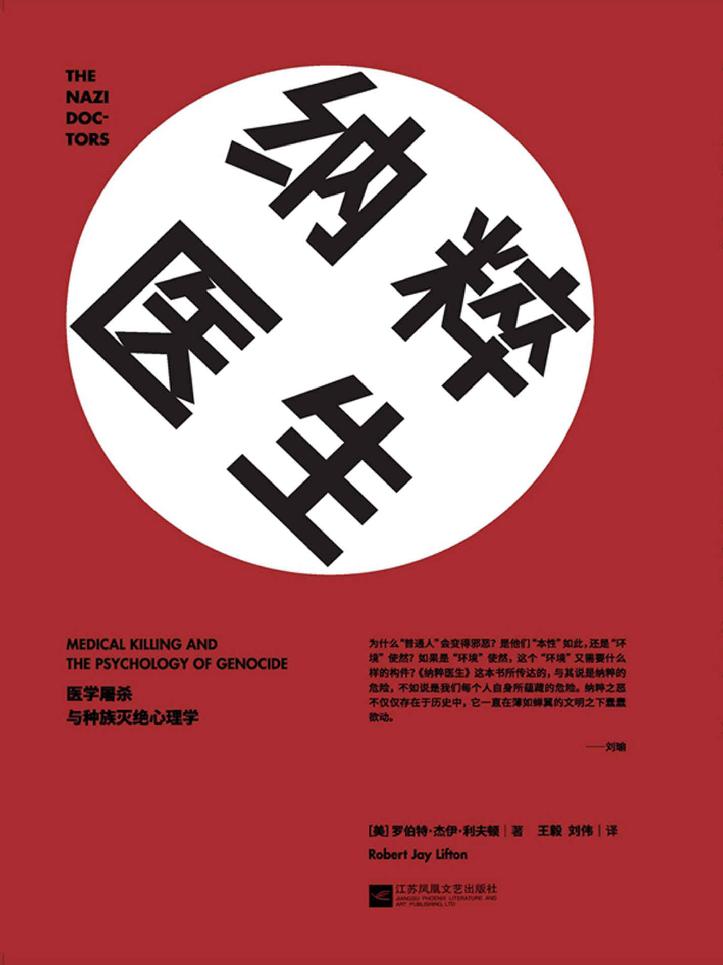 THE
NAZI
DOC-
TORS
纳粹
医生
MEDICAL KILLING AND
THE PSYCHOLOGY OF GENOCIDE
医学屠杀
与种族灭绝心理学
为什么“普通人”会变得邪恶？是他们“本性”如此，还是“环
境”使然？如果是“环境”使然，这个“环境”又需要什么
样的构件？《纳粹医生》这本书所传达的，与其说是纳粹的
危险，不如说是我们每个人自身所蕴藏的危险。纳粹之恶
不仅仅存在于历史中，它一直在薄如蝉翼的文明之下蠢蠢
欲动。
——刘瑜
[美] 罗伯特·杰伊·利夫顿 | 著 王毅 刘伟 | 译
Robert Jay Lifton
江苏凤凰文艺出版社
JIANGSU PHOENIX LITERATURE AND
ART PUBLISHING, LTD